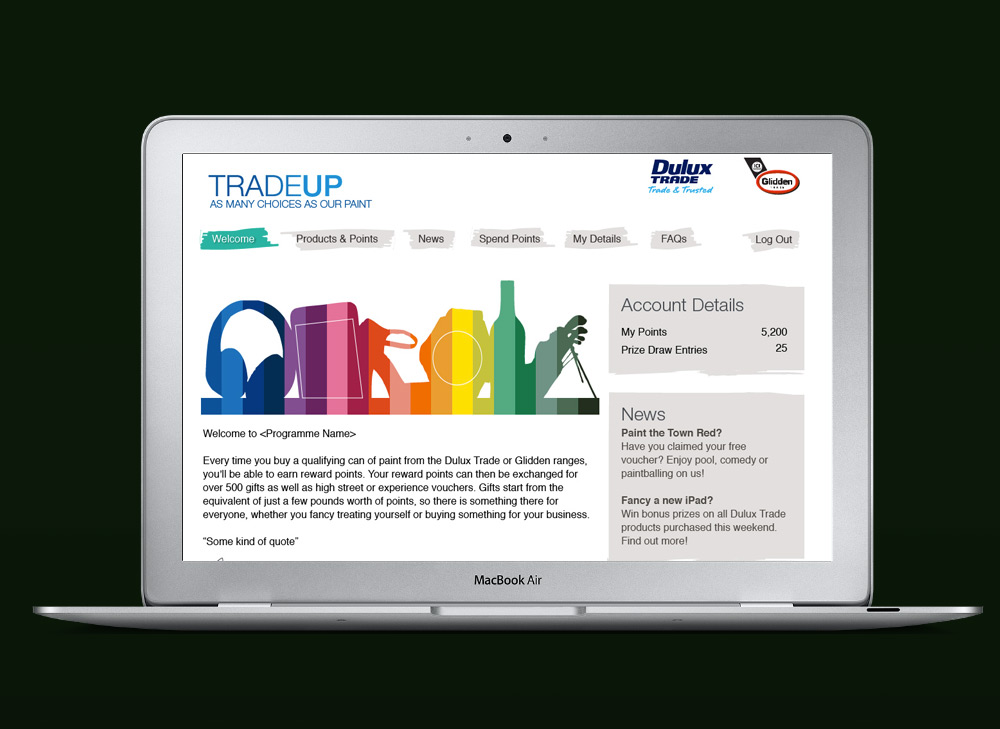 TRADEUP
AS MANY CHOICES AS OUR PAINT
Dulux
TRADE
Trade & Trusted
ICI
Glidden
Welcome
Products & Points
News
Spend Points
My Details
FAQs
Log Out
Account Details
My Points 5,200
Prize Draw Entries 25
Welcome to <Programme Name>
Every time you buy a qualifying can of paint from the Dulux Trade or Glidden ranges,
you'll be able to earn reward points. Your reward points can then be exchanged for
over 500 gifts as well as high street or experience vouchers. Gifts start from the
equivalent of just a few pounds worth of points, so there is something there for
everyone, whether you fancy treating yourself or buying something for your business.
“Some kind of quote”
News
Paint the Town Red?
Have you claimed your free
voucher? Enjoy pool, comedy or
paintballing on us!
Fancy a new iPad?
Win bonus prizes on all Dulux Trade
products purchased this weekend.
Find out more!
MacBook Air